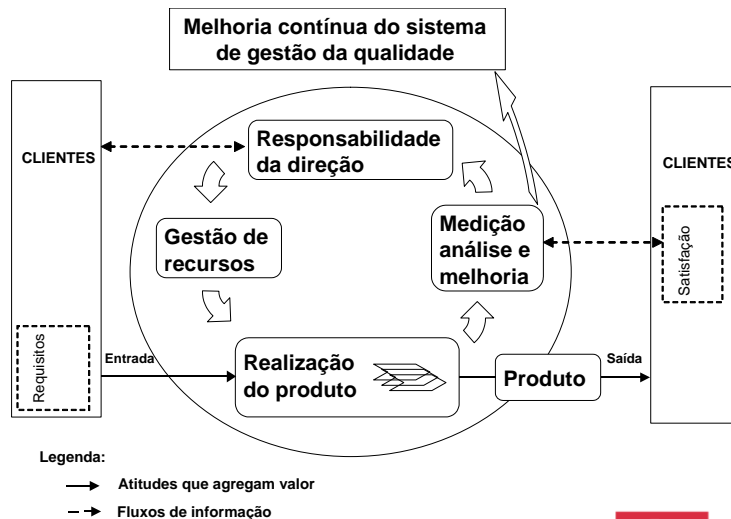 Melhoria contínua do sistema
de gestão da qualidade
CLIENTES
Responsabilidade
da direção
CLIENTES
Gestão de
recursos
Medição
análise e
melhoria
Satisfação
Requisitos
Entrada
Realização
do produto
Produto
Saída
Legenda:
Atitudes que agregam valor
Fluxos de informação